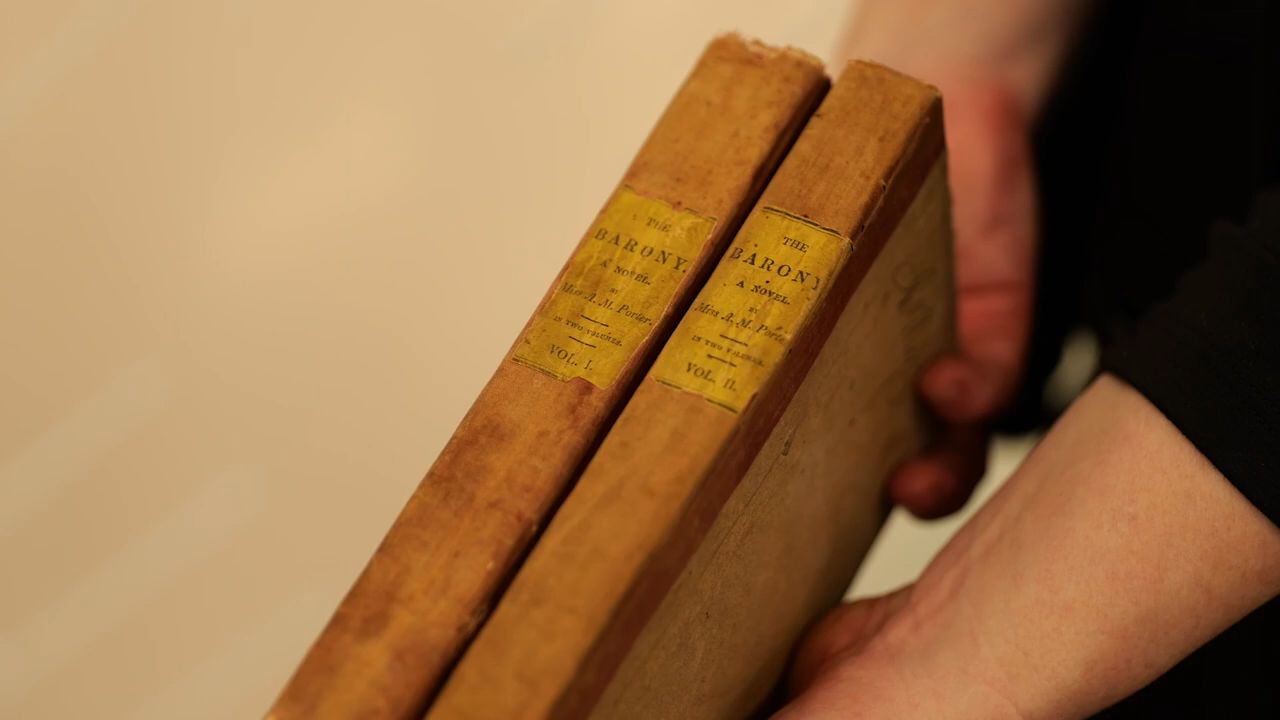 THE
BARONY.
A NOVEL.
BY
Miss A. M. Porter.
IN TWO VOLUMES.
VOL. I.
THE
BARONY
A NOVEL.
BY
Miss A. M. Porte
IN TWO VOLUMES.
VOL. II.